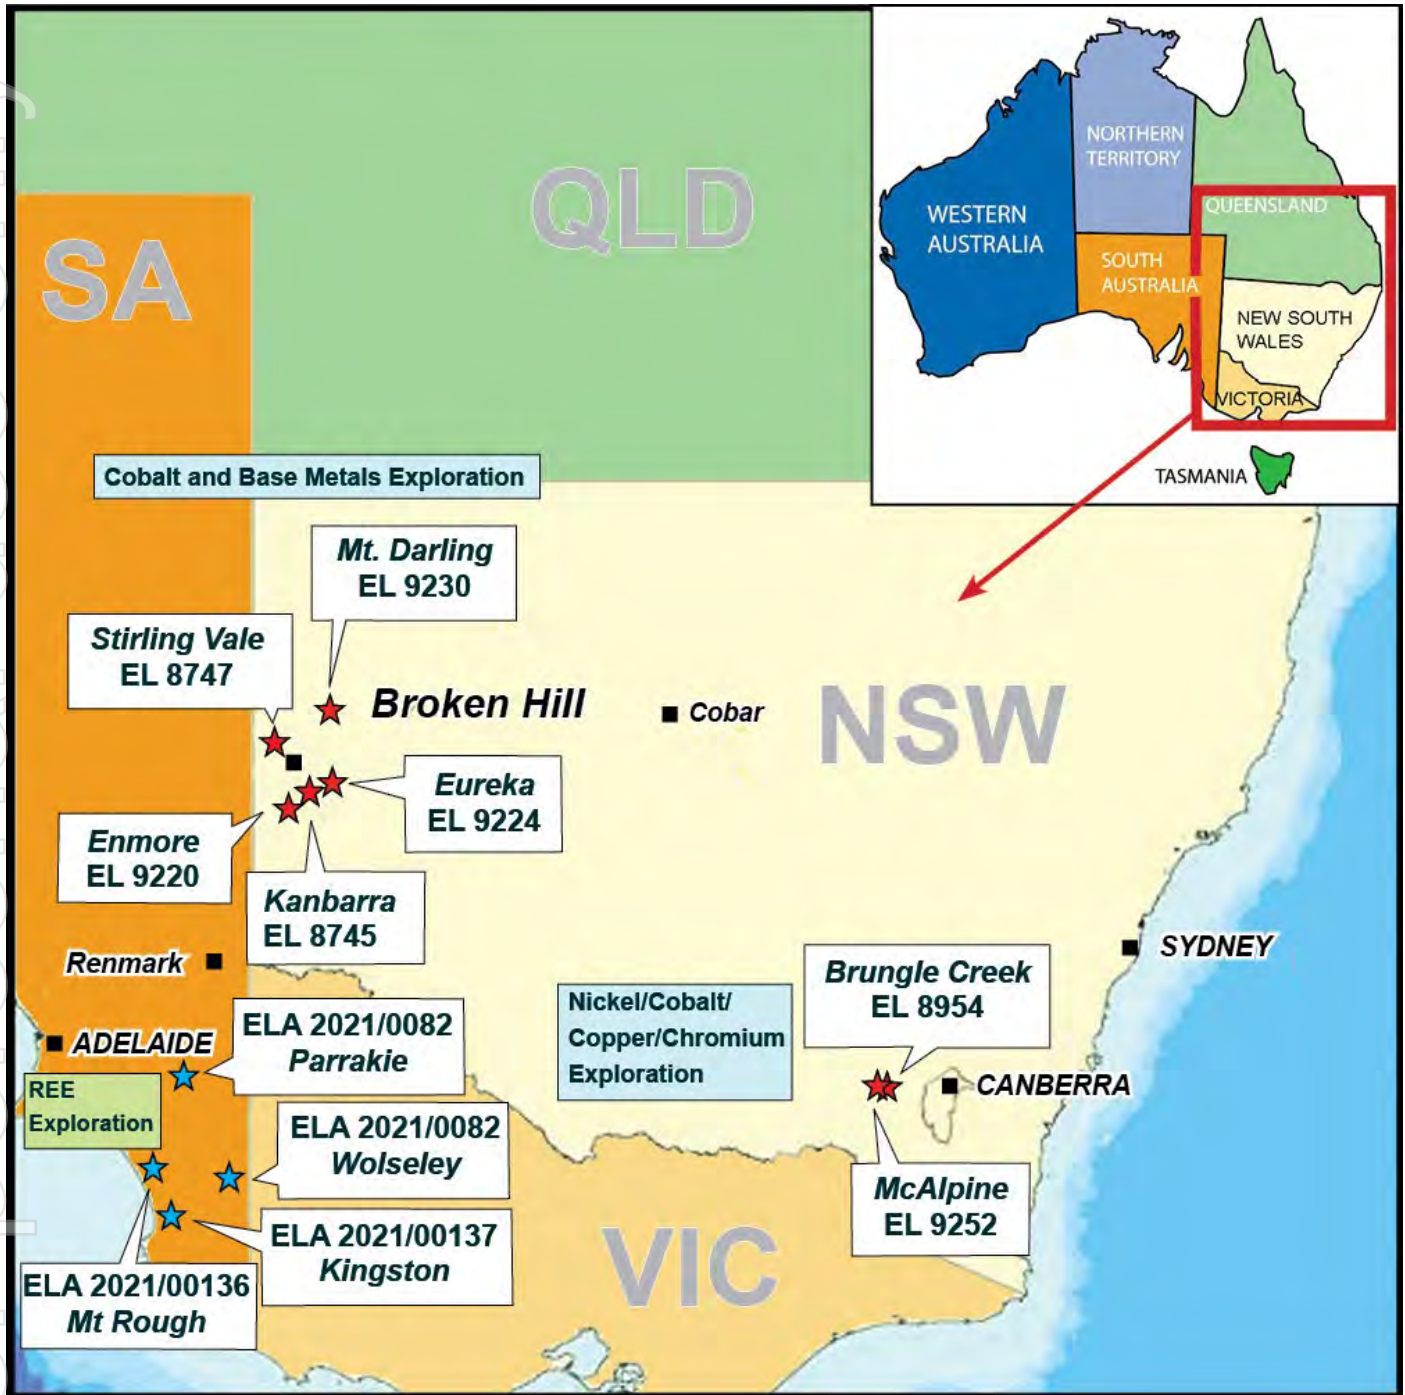 NORTHERN
TERRITORY
WESTERN
AUSTRALIA
QUEENSLAND
SOUTH
AUSTRALIA
NEW SOUTH
WALES
VICTORIA
TASMANIA
QLD
SA
Cobalt and Base Metals Exploration
Mt. Darling
EL 9230
Stirling Vale
EL 8747
Broken Hill
Cobar
NSW
Eureka
EL 9224
Enmore
EL 9220
Kanbarra
EL 8745
Renmark
SYDNEY
Brungle Creek
EL 8954
Nickel/Cobalt/
Copper/Chromium
Exploration
ADELAIDE
ELA 2021/0082
Parrakie
CANBERRA
REE
Exploration
ELA 2021/0082
Wolseley
McAlpine
EL 9252
ELA 2021/00137
Kingston
VIC
ELA 2021/00136
Mt Rough